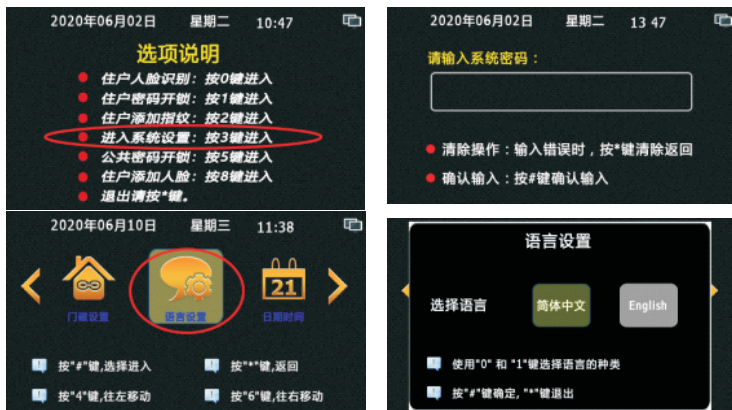 2020年06月02日 星期二 10:47
选项说明
住户人脸识别：按0键进入
住户密码开锁：按1键进入
住户添加指纹：按2键进入
进入系统设置：按3键进入
公共密码开锁：按5键进入
住户添加人脸：按8键进入
退出请按*键。
2020年06月02日 星期二 13 47
请输入系统密码：
清除操作：输入错误时，按*键清除返回
确认输入：按#键确认输入
2020年06月10日 星期三 11:38
21
门磁设置 语言设置 日期时间
按"#"键,选择进入 按"*"键,返回
按"4"键,往左移动 按"6"键,往右移动
语言设置
选择语言 简体中文 English
使用"0" 和 "1"键选择语言的种类
按"#"键确定, "*"键退出